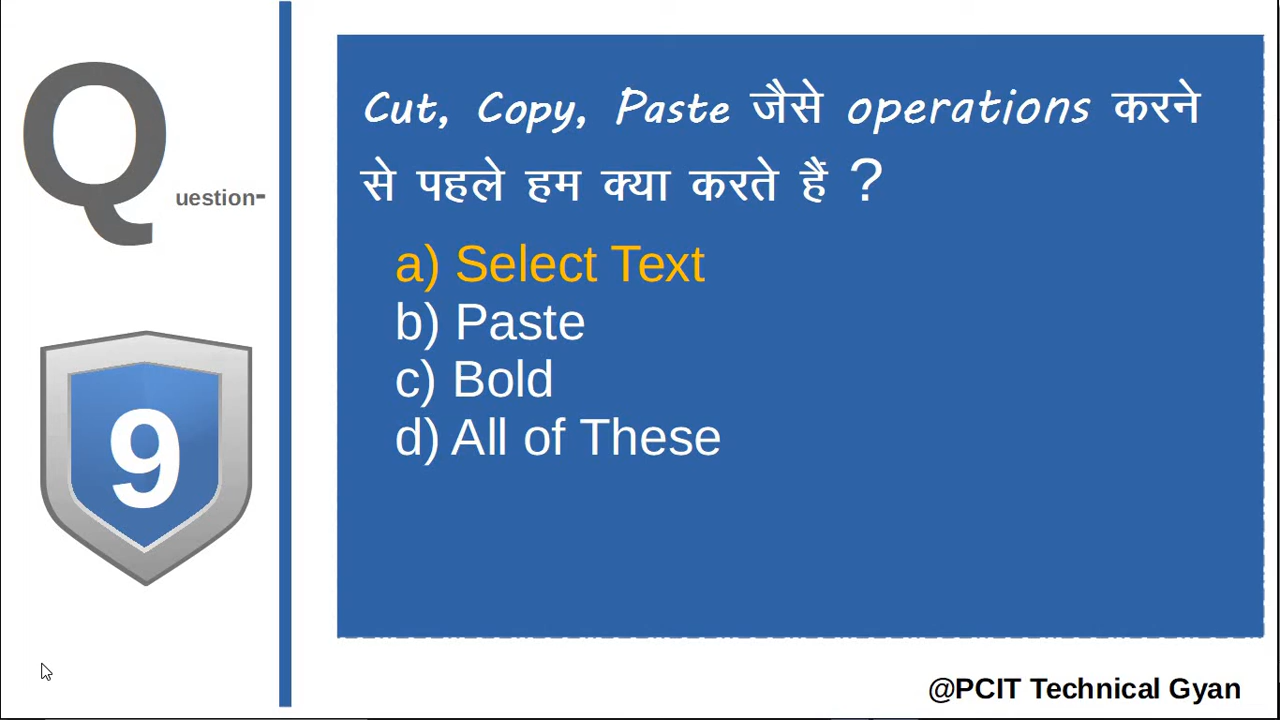 Question-
9
Cut, Copy, Paste जैसे operations करने
से पहले हम क्या करते हैं ?
a) Select Text
b) Paste
c) Bold
d) All of These
@PCIT Technical Gyan